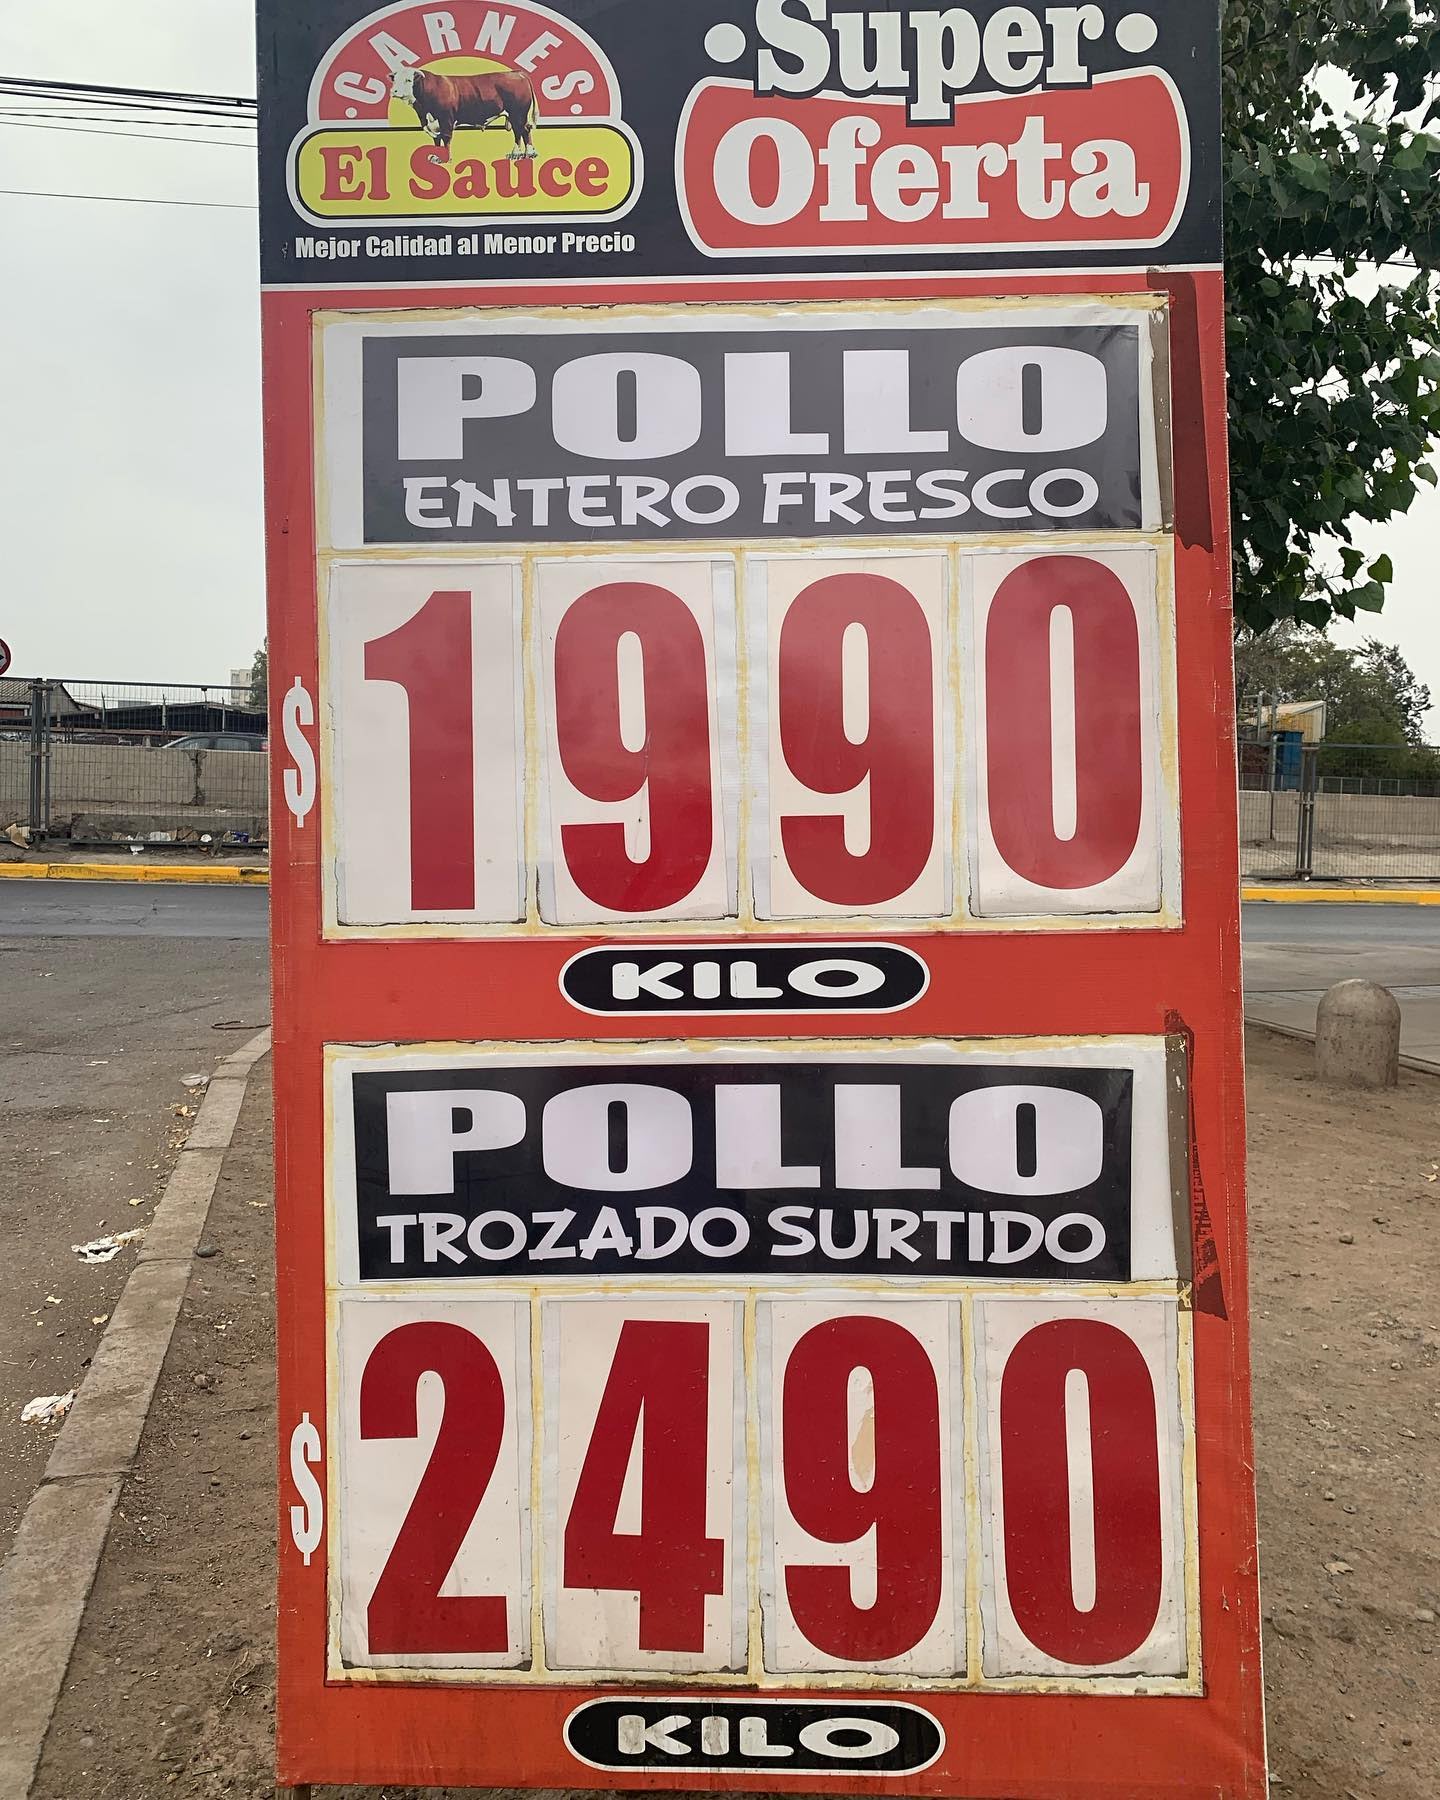 CARNES
El Sauce
Mejor Calidad al Menor Precio
Super
Oferta
POLLO
ENTERO FRESCO
$ 1990
KILO
POLLO
TROZADO SURTIDO
$ 2490
KILO